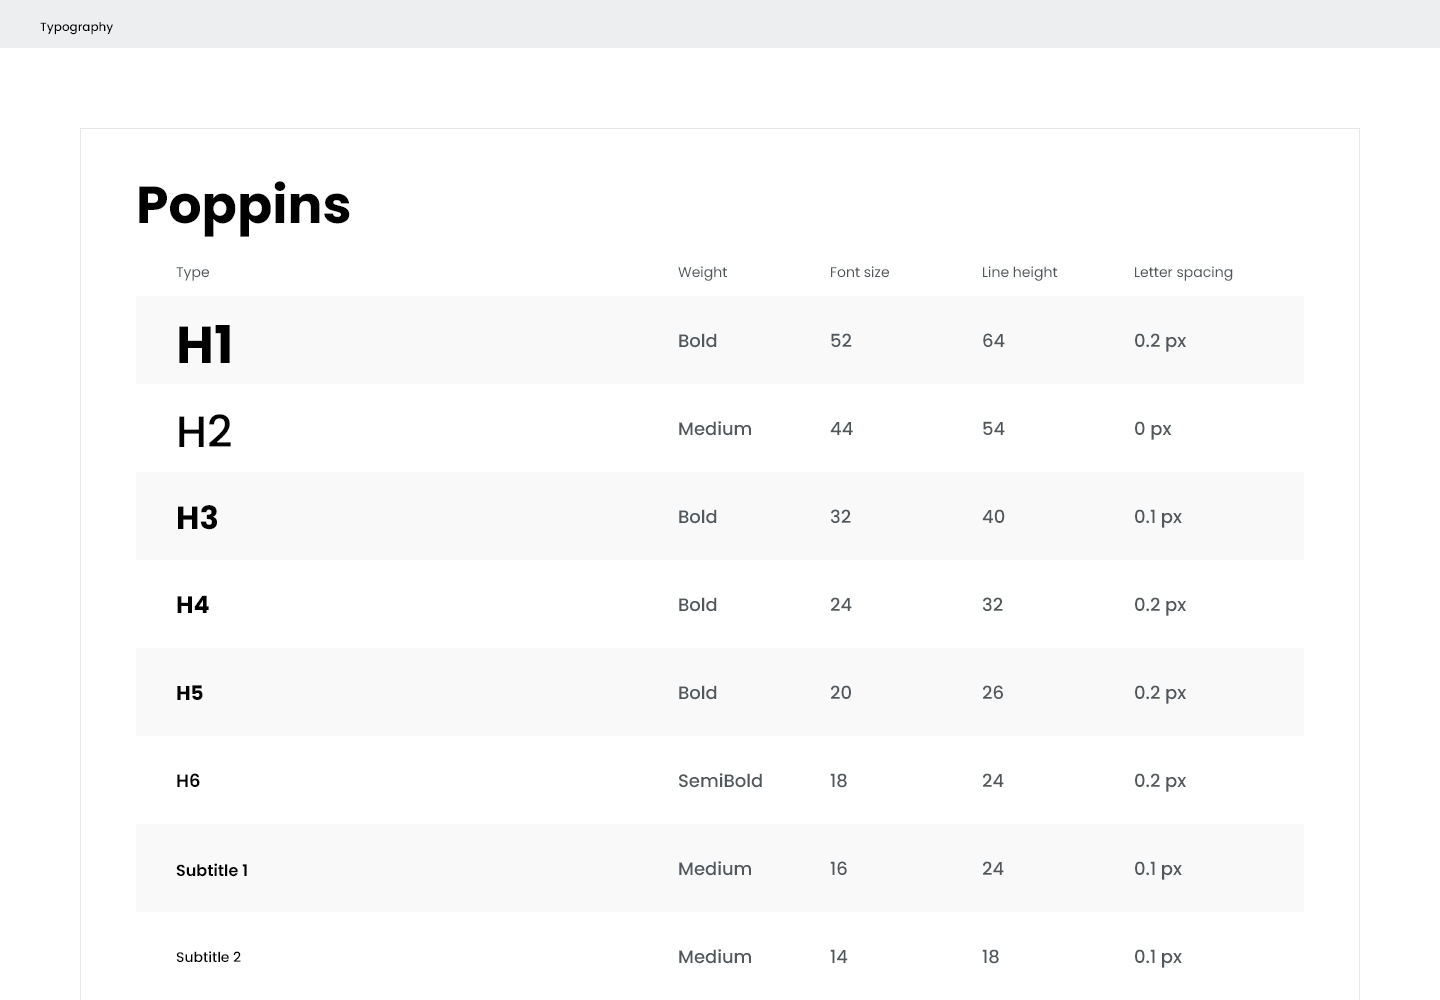 Typography
Poppins
Type Weight Font size Line height Letter spacing
H1 Bold 52 64 0.2 px
H2 Medium 44 54 0 px
H3 Bold 32 40 0.1 px
H4 Bold 24 32 0.2 px
H5 Bold 20 26 0.2 px
H6 SemiBold 18 24 0.2 px
Subtitle 1 Medium 16 24 0.1 px
Subtitle 2 Medium 14 18 0.1 px